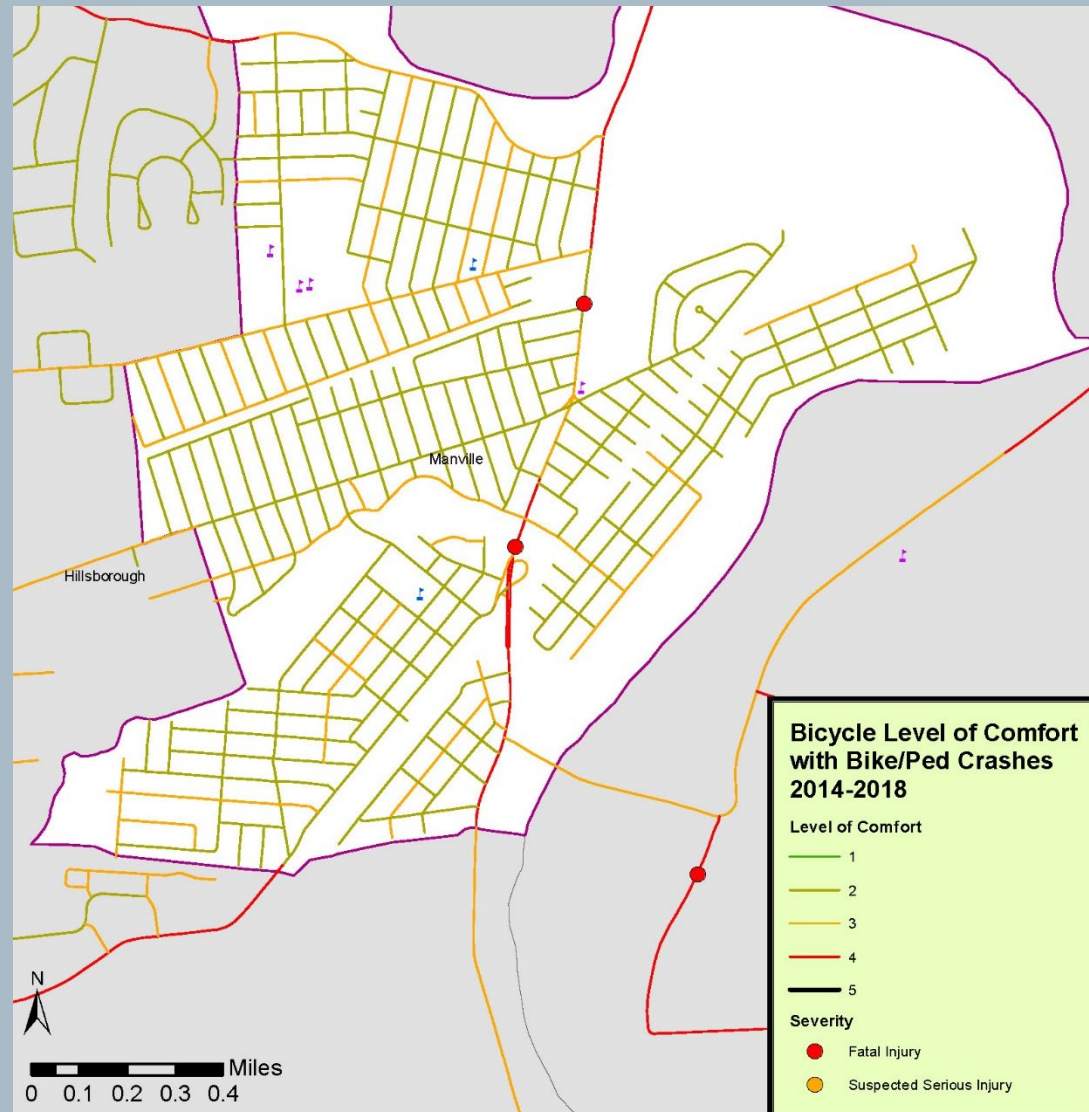 Manville
Hillsborough
N
Miles
0 0.1 0.2 0.3 0.4
Bicycle Level of Comfort
with Bike/Ped Crashes
2014-2018
Level of Comfort
1
2
3
4
5
Severity
Fatal Injury
Suspected Serious Injury